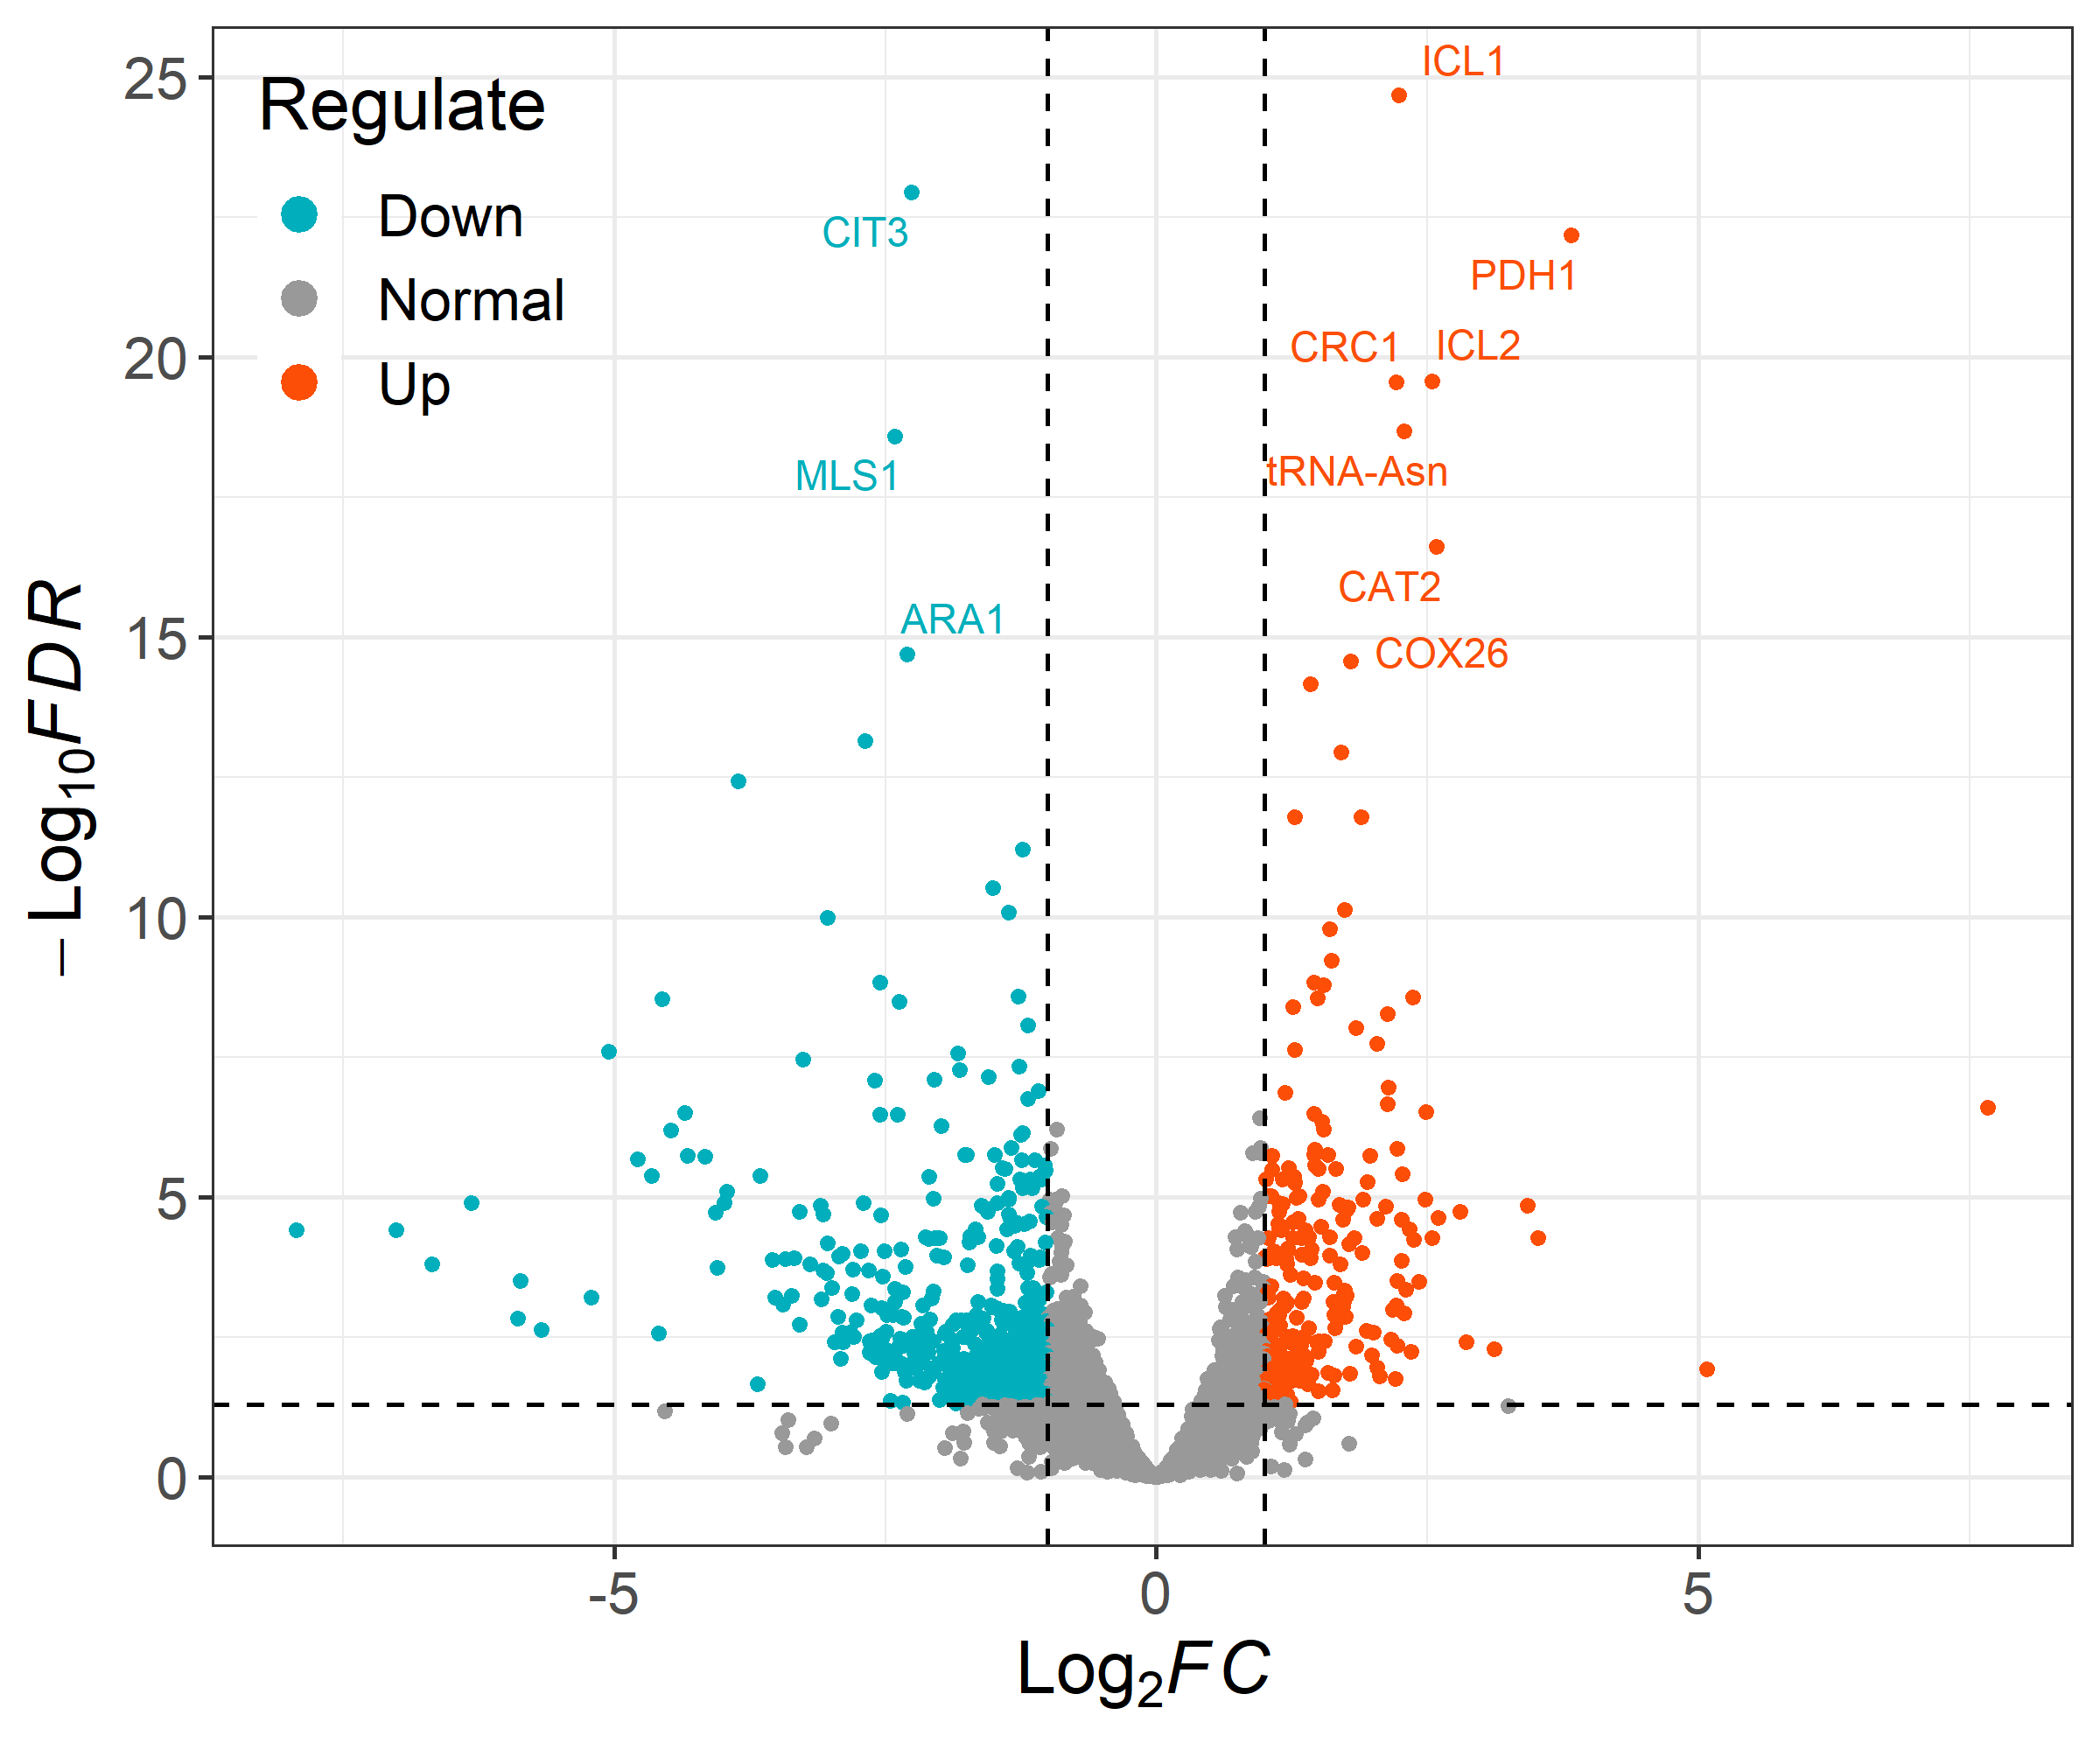 Regulate
Down
Normal
Up
ICL1
CIT3
PDH1
CRC1
ICL2
MLS1
tRNA-Asn
CAT2
ARA1
COX26
25
20
15
10
5
0
-5
0
5
−Log10FDR
Log2FC